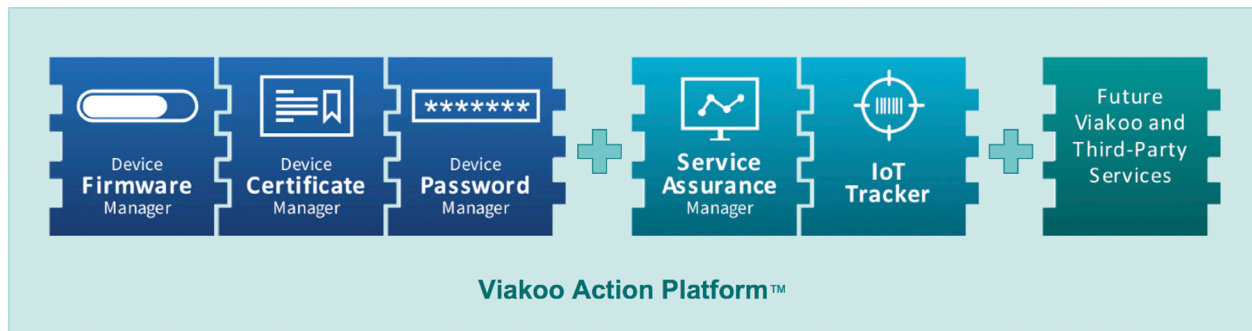 *******
Device
Firmware
Manager
Device
Certificate
Manager
Device
Password
Manager
Service
Assurance
Manager
IoT
Tracker
Future
Viakoo and
Third-Party
Services
Viakoo Action Platform™